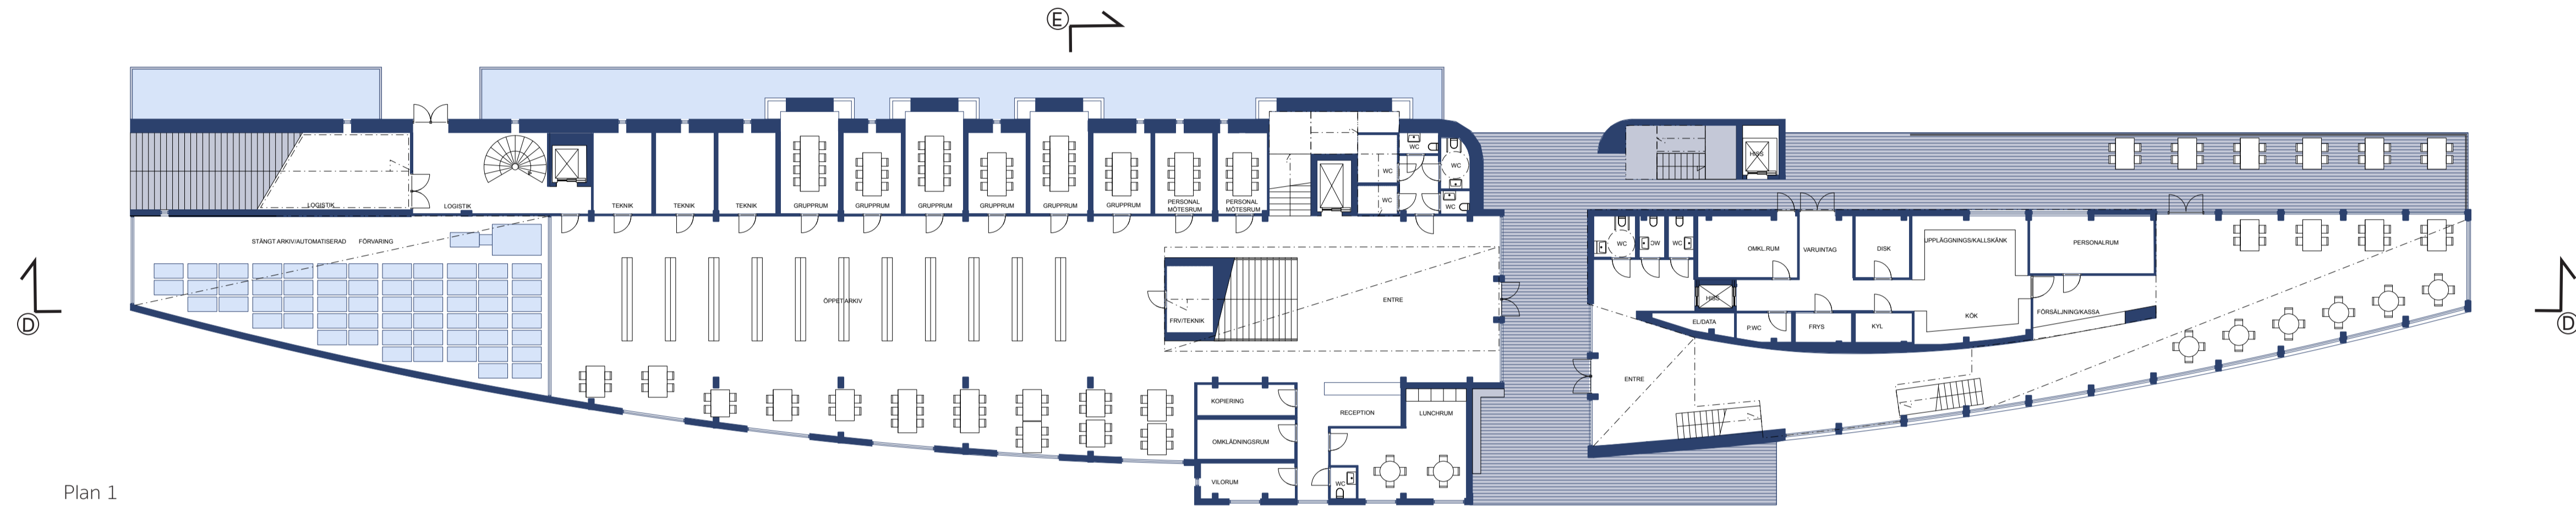 E
HISS
WC
WC
WC
WC
WC
LOGISTIK
LOGISTIK
TEKNIK
TEKNIK
TEKNIK
GRUPPRUM
GRUPPRUM
GRUPPRUM
GRUPPRUM
GRUPPRUM
GRUPPRUM
PERSONAL
MÖTESRUM
PERSONAL
MÖTESRUM
STÄNGT ARKIV/AUTOMATISERAD FÖRVARING
WC
WC
OMKL.RUM
VARUINTAG
DISK
UPPLÄGGNINGS/KALLSKÄNK
PERSONALRUM
ÖPPET ARKIV
ENTRE
HISS
FRV/TEKNIK
EL/DATA
P.WC
FRYS
KYL
KÖK
FÖRSÄLJNING/KASSA
D
D
ENTRE
KOPIERING
RECEPTION
LUNCHRUM
OMKLÄDNINGSRUM
VILORUM
WC
Plan 1